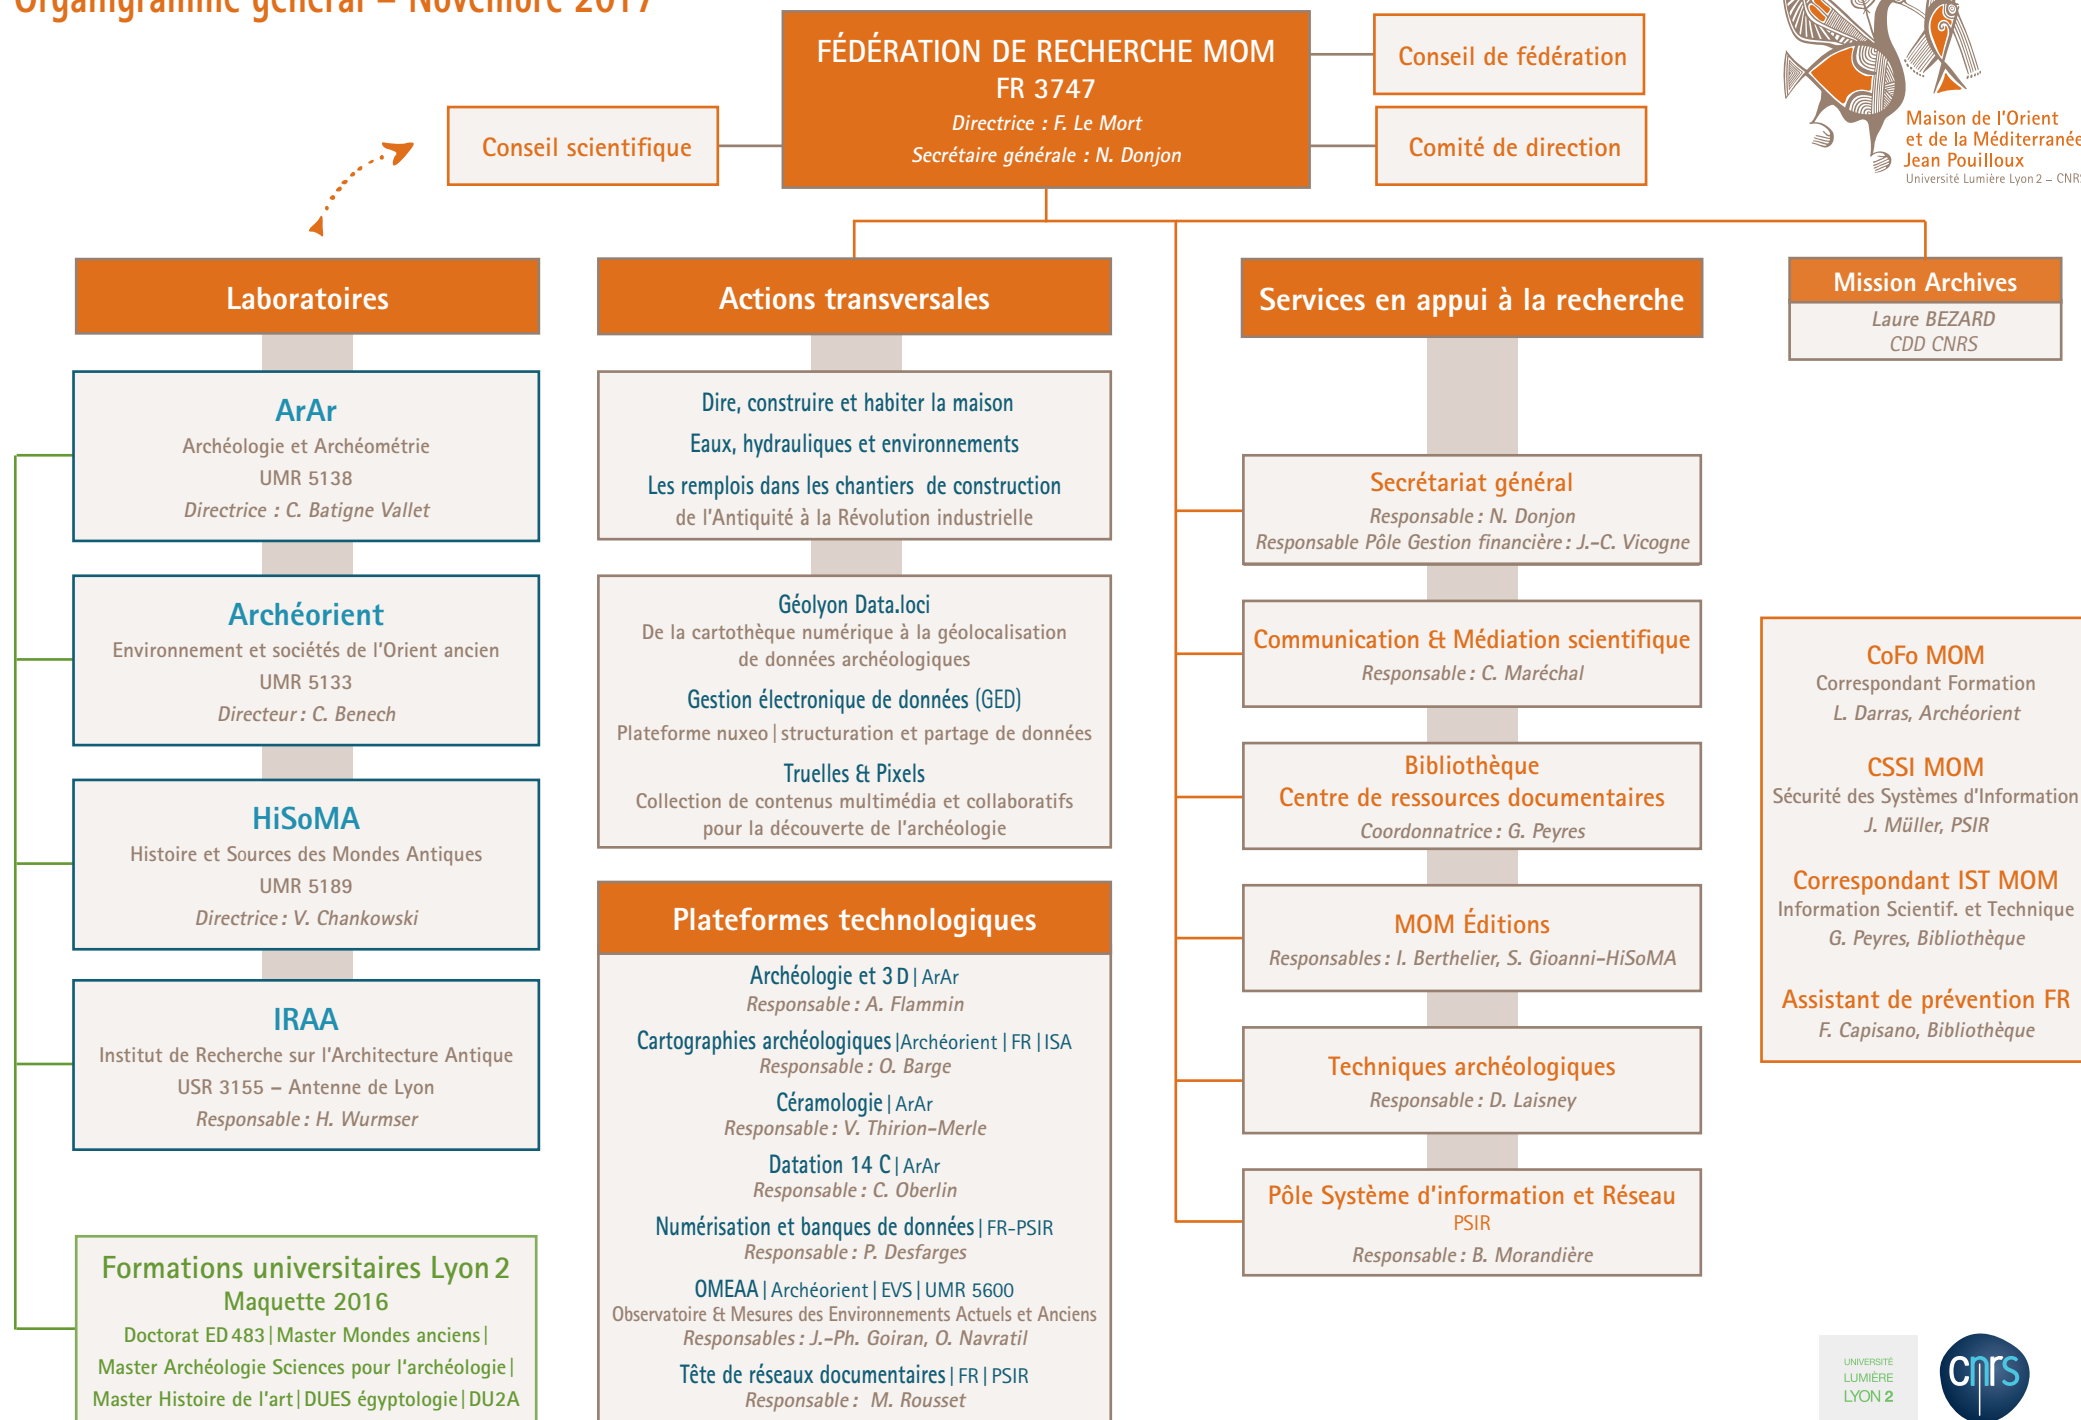 Organigramme général – Novembre 2017
FÉDÉRATION DE RECHERCHE MOM
FR 3747
Directrice : F. Le Mort
Secrétaire générale : N. Donjon
Conseil de fédération
Conseil scientifique
Comité de direction
Maison de l'Orient
et de la Méditerranée
Jean Pouilloux
Université Lumière Lyon 2 – CNRS
Laboratoires
ArAr
Archéologie et Archéométrie
UMR 5138
Directrice : C. Batigne Vallet
Archéorient
Environnement et sociétés de l'Orient ancien
UMR 5133
Directeur : C. Benech
HiSoMA
Histoire et Sources des Mondes Antiques
UMR 5189
Directrice : V. Chankowski
IRAA
Institut de Recherche sur l'Architecture Antique
USR 3155 – Antenne de Lyon
Responsable : H. Wurmser
Formations universitaires Lyon 2
Maquette 2016
Doctorat ED 483 | Master Mondes anciens |
Master Archéologie Sciences pour l'archéologie |
Master Histoire de l'art | DUES égyptologie | DU2A
Actions transversales
Dire, construire et habiter la maison
Eaux, hydrauliques et environnements
Les remplois dans les chantiers de construction
de l'Antiquité à la Révolution industrielle
Géolyon Data.loci
De la cartothèque numérique à la géolocalisation
de données archéologiques
Gestion électronique de données (GED)
Plateforme nuxeo | structuration et partage de données
Truelles & Pixels
Collection de contenus multimédia et collaboratifs
pour la découverte de l'archéologie
Plateformes technologiques
Archéologie et 3 D | ArAr
Responsable : A. Flammin
Cartographies archéologiques | Archéorient | FR | ISA
Responsable : O. Barge
Céramologie | ArAr
Responsable : V. Thirion-Merle
Datation 14 C | ArAr
Responsable : C. Oberlin
Numérisation et banques de données | FR-PSIR
Responsable : P. Desfarges
OMEAA | Archéorient | EVS | UMR 5600
Observatoire & Mesures des Environnements Actuels et Anciens
Responsables : J.-Ph. Goiran, O. Navratil
Tête de réseaux documentaires | FR | PSIR
Responsable : M. Rousset
Services en appui à la recherche
Secrétariat général
Responsable : N. Donjon
Responsable Pôle Gestion financière : J.-C. Vicogne
Communication & Médiation scientifique
Responsable : C. Maréchal
Bibliothèque
Centre de ressources documentaires
Coordonnatrice : G. Peyres
MOM Éditions
Responsables : I. Berthelier, S. Gioanni-HiSoMA
Techniques archéologiques
Responsable : D. Laisney
Pôle Système d'information et Réseau
PSIR
Responsable : B. Morandière
Mission Archives
Laure BEZARD
CDD CNRS
CoFo MOM
Correspondant Formation
L. Darras, Archéorient
CSSI MOM
Sécurité des Systèmes d'Information
J. Müller, PSIR
Correspondant IST MOM
Information Scientif. et Technique
G. Peyres, Bibliothèque
Assistant de prévention FR
F. Capisano, Bibliothèque
UNIVERSITÉ
LUMIÈRE
LYON 2
cnrs